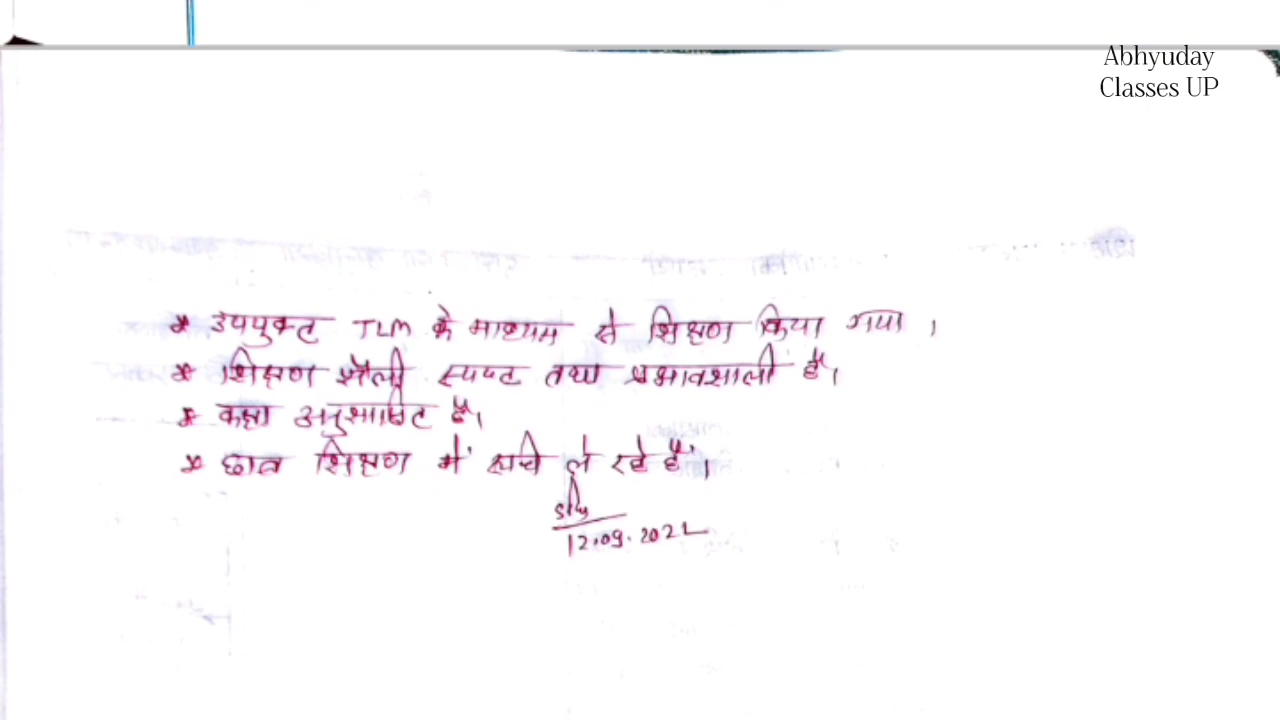 Abhyuday
Classes UP
* उपयुक्त TLM के माध्यम से शिक्षण किया गया ।
* शिक्षण शैली स्पष्ट तथा प्रभावशाली है।
* कक्षा अनुशासित है।
* छात्र शिक्षण में रूचि ले रहे हैं ।
12.09.2022